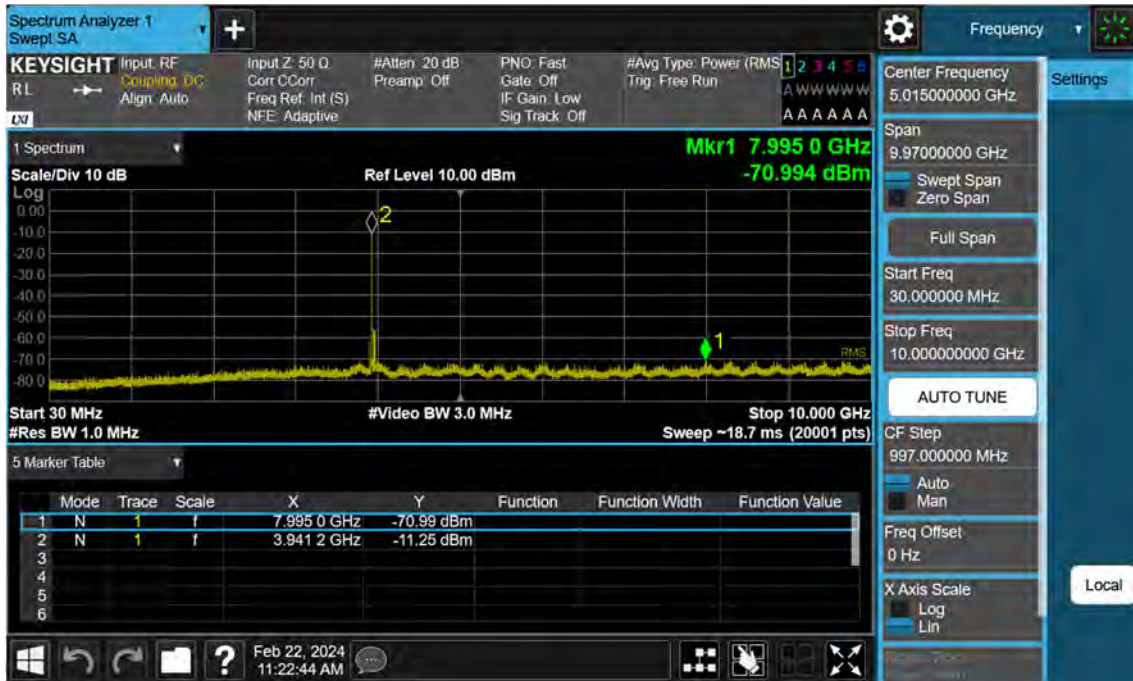 Spectrum Analyzer 1
Swept SA
+
Frequency
KEYSIGHT
RL
LXI
Input: RF
Coupling: DC
Align: Auto
Input Z: 50 Ω
Corr CCorr
Freq Ref: Int (S)
NFE: Adaptive
#Atten: 20 dB
Preamp: Off
PNO: Fast
Gate: Off
IF Gain: Low
Sig Track: Off
#Avg Type: Power (RMS
Trig: Free Run
1 2 3 4 5 6
A W W W W W
A A A A A A
1 Spectrum
Scale/Div 10 dB
Ref Level 10.00 dBm
Mkr1 7.995 0 GHz
-70.994 dBm
Log
0.00
-10.0
-20.0
-30.0
-40.0
-50.0
-60.0
-70.0
-80.0
2
1
RMS
Start 30 MHz
#Video BW 3.0 MHz
Stop 10.000 GHz
#Res BW 1.0 MHz
Sweep ~18.7 ms (20001 pts)
5 Marker Table
Mode Trace Scale X Y Function Function Width Function Value
1 N 1 f 7.995 0 GHz -70.99 dBm
2 N 1 f 3.941 2 GHz -11.25 dBm
3
4
5
6
Feb 22, 2024
11:22:44 AM
Center Frequency
5.015000000 GHz
Span
9.97000000 GHz
Swept Span
Zero Span
Full Span
Start Freq
30.000000 MHz
Stop Freq
10.000000000 GHz
AUTO TUNE
CF Step
997.000000 MHz
Auto
Man
Freq Offset
0 Hz
X Axis Scale
Log
Lin
Settings
Local